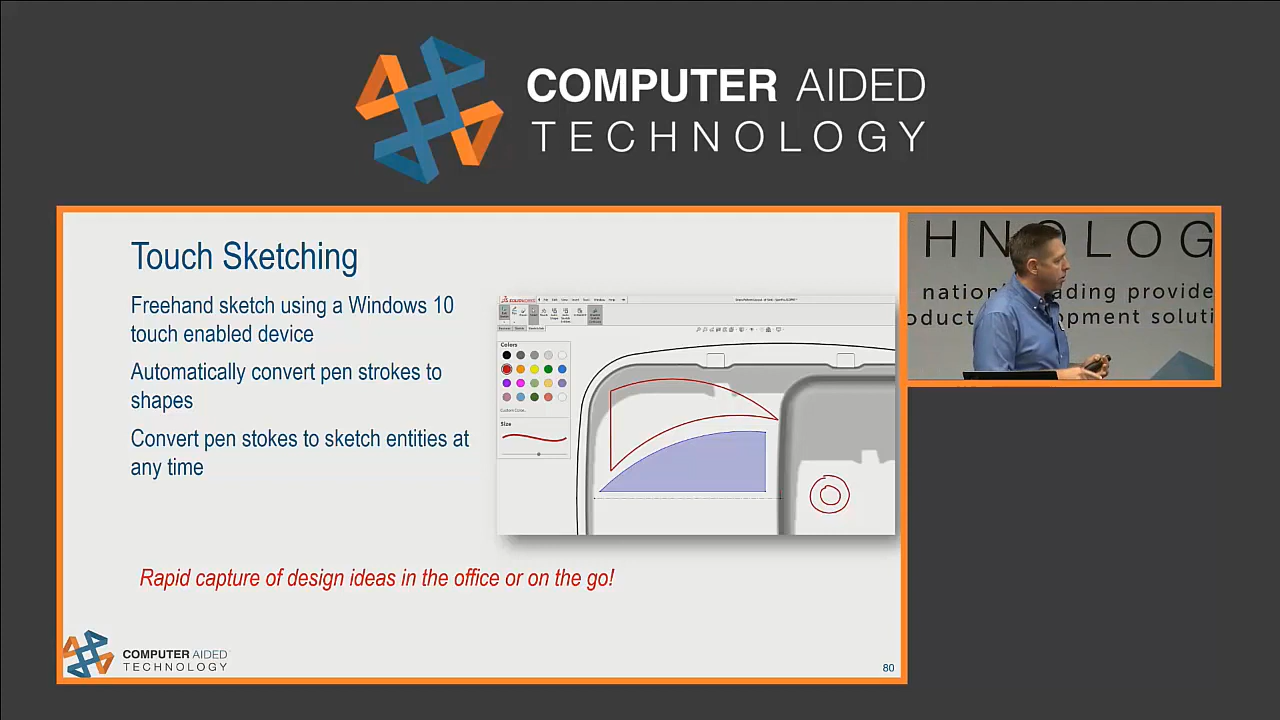 COMPUTER AIDED
TECHNOLOGY
Touch Sketching
Freehand sketch using a Windows 10
touch enabled device
Automatically convert pen strokes to
shapes
Convert pen stokes to sketch entities at
any time
SOLIDWORKS
Colors
Size
Rapid capture of design ideas in the office or on the go!
COMPUTER AIDED
TECHNOLOGY
80
HNOLOG
nation's leading provide
oduct development soluti